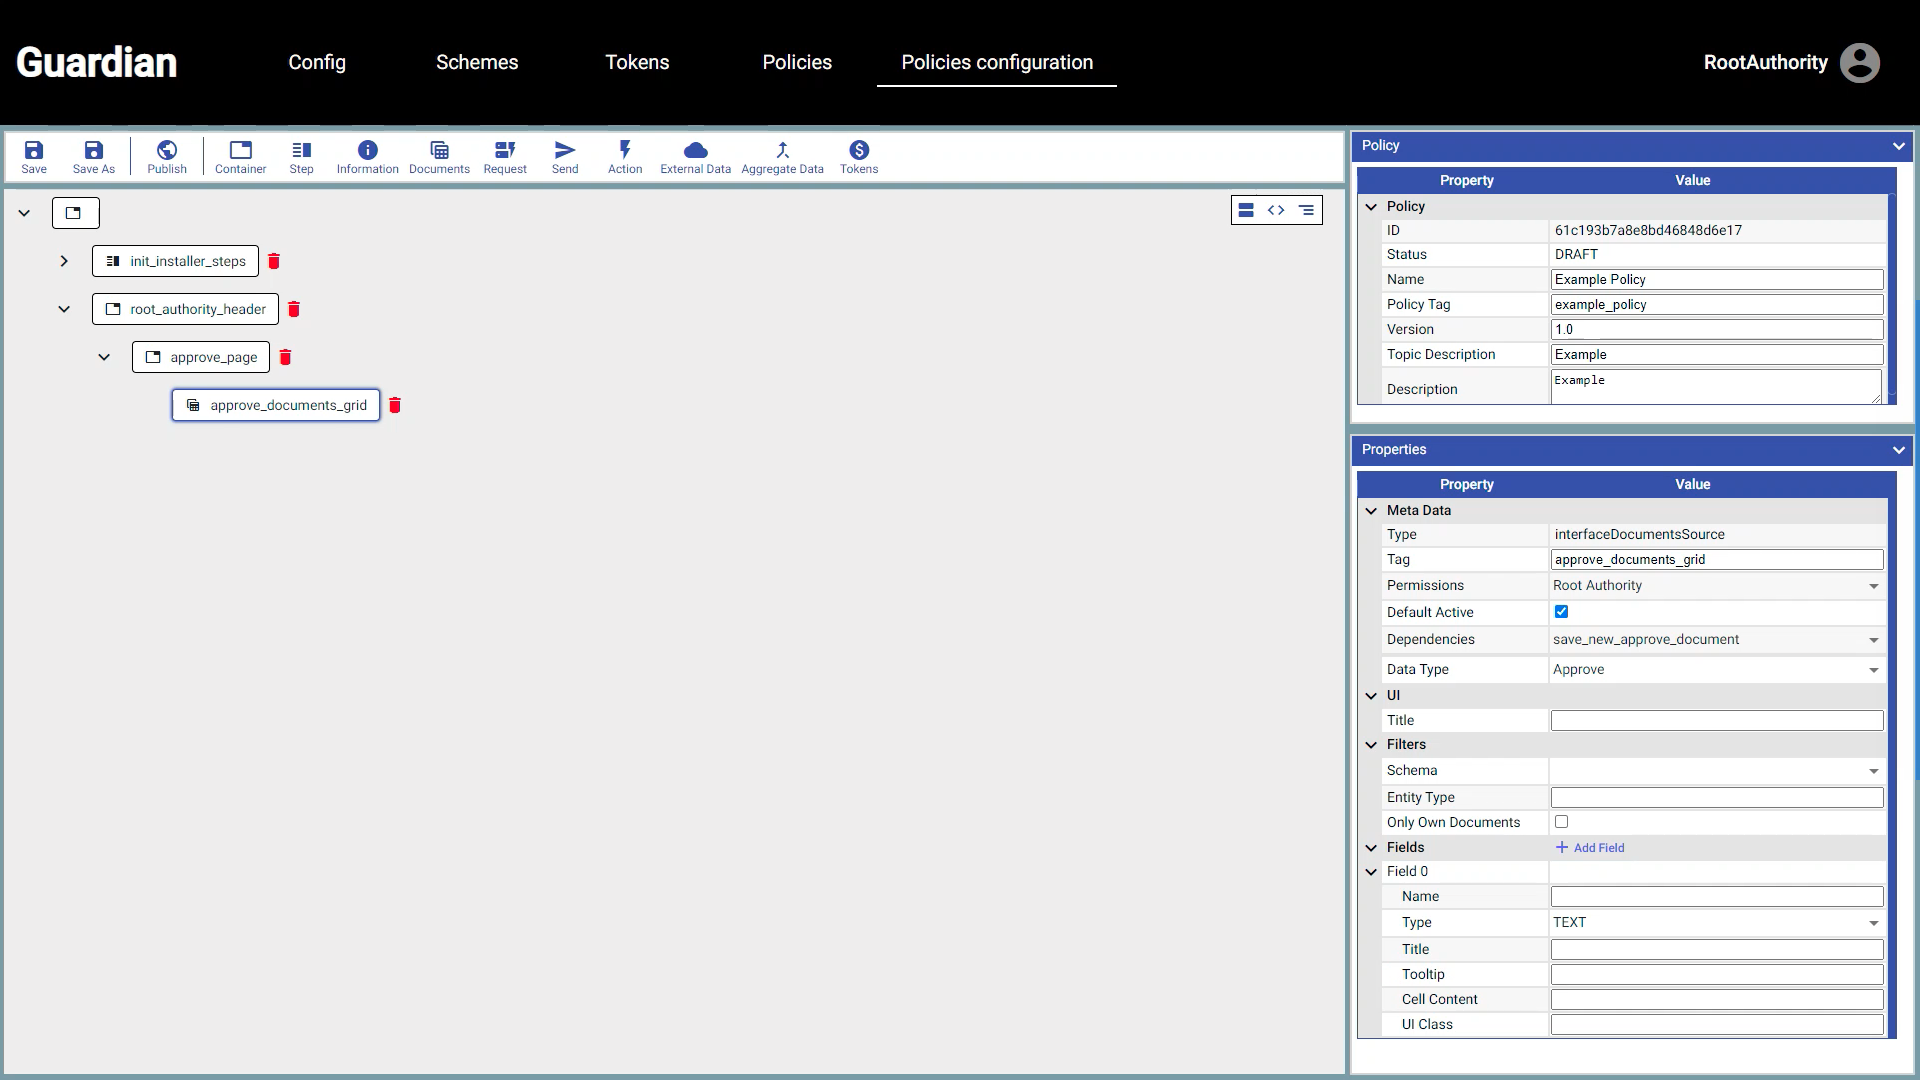 Guardian Config Schemes Tokens Policies Policies configuration RootAuthority
Save Save As Publish Container Step Information Documents Request Send Action External Data Aggregate Data Tokens
init_installer_steps
root_authority_header
approve_page
approve_documents_grid
Policy
Property Value
Policy
ID 61c193b7a8e8bd46848d6e17
Status DRAFT
Name Example Policy
Policy Tag example_policy
Version 1.0
Topic Description Example
Description Example
Properties
Property Value
Meta Data
Type interfaceDocumentsSource
Tag approve_documents_grid
Permissions Root Authority
Default Active
Dependencies save_new_approve_document
Data Type Approve
UI
Title
Filters
Schema
Entity Type
Only Own Documents
Fields + Add Field
Field 0
Name
Type TEXT
Title
Tooltip
Cell Content
UI Class